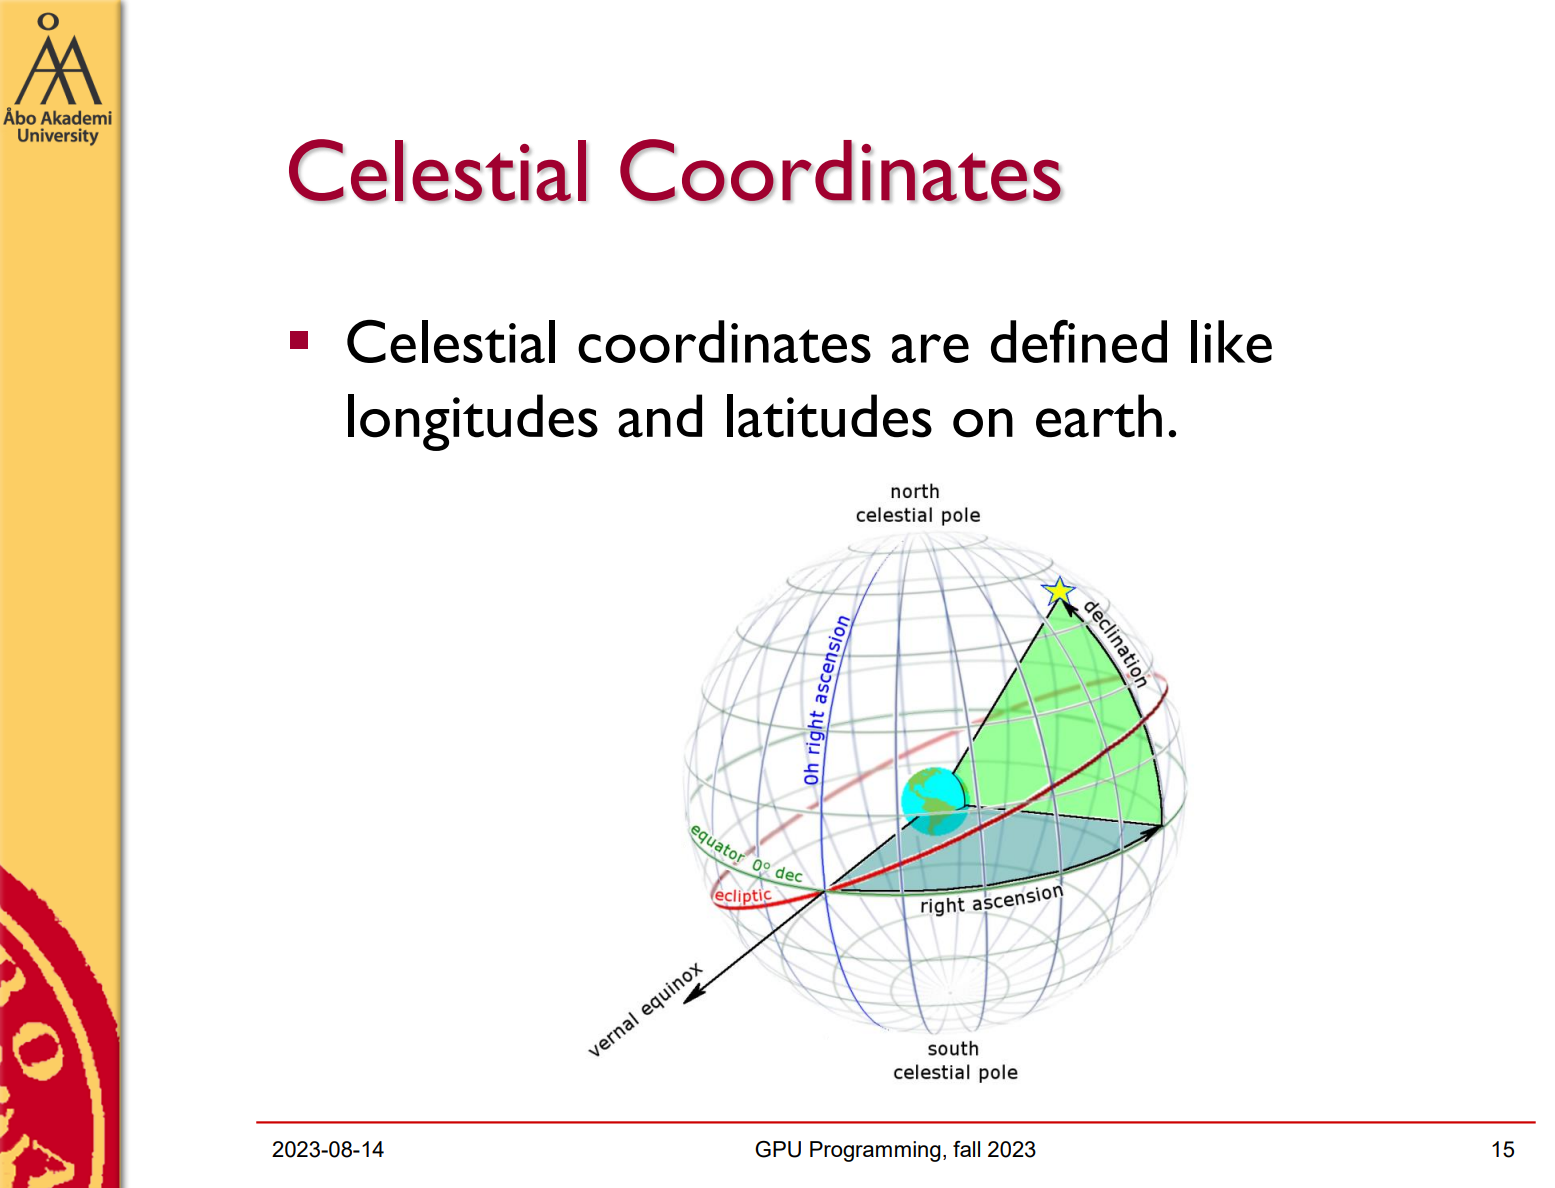 Åbo Akademi
University
Celestial Coordinates
Celestial coordinates are defined like
longitudes and latitudes on earth.
north
celestial pole
declination
0h right ascension
equator 0° dec
ecliptic
right ascension
vernal equinox
south
celestial pole
2023-08-14
GPU Programming, fall 2023
15